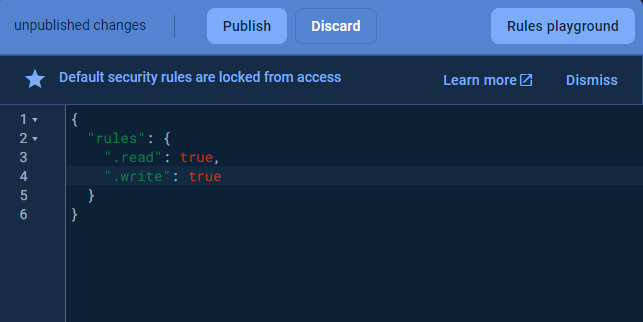 unpublished changes Publish Discard Rules playground
Default security rules are locked from access Learn more Dismiss
1 {
2   "rules": {
3     ".read": true,
4     ".write": true
5   }
6 }